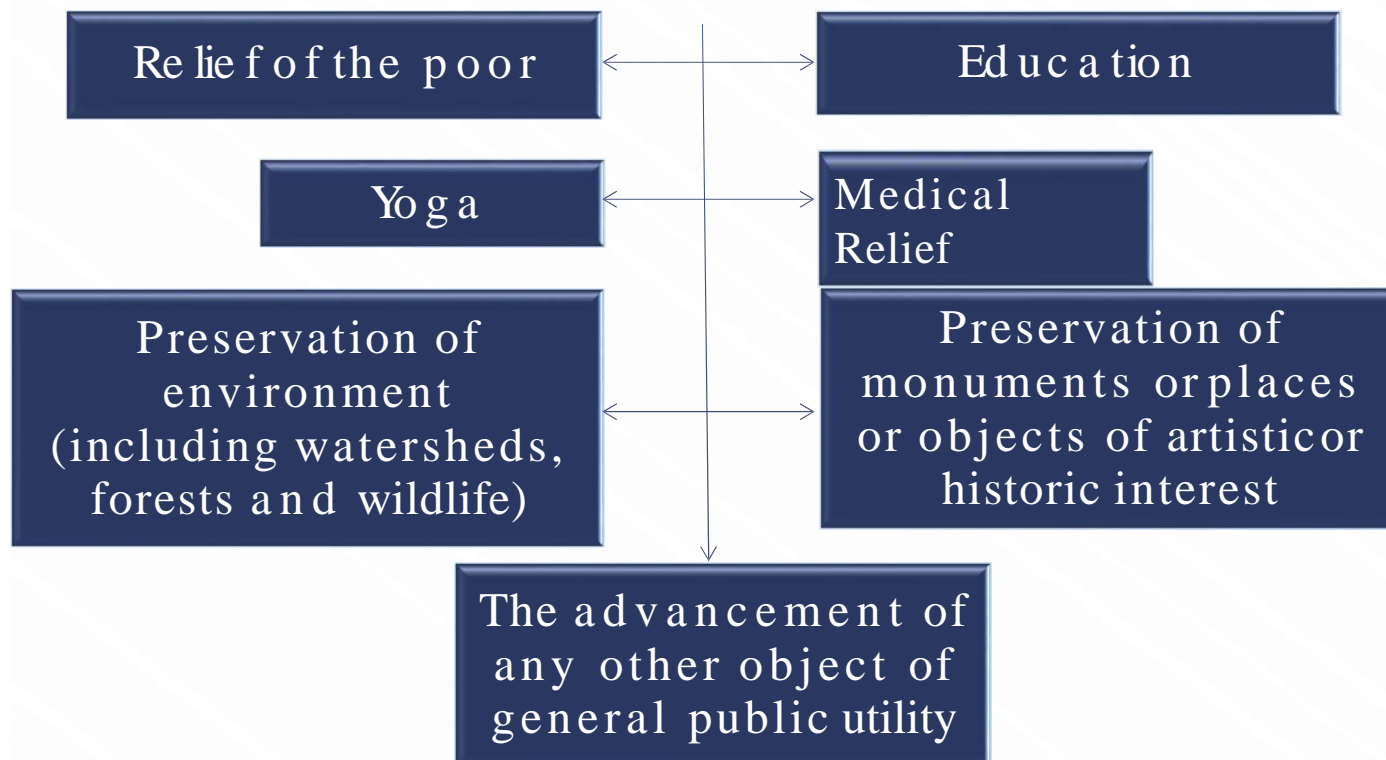 Relief of the poor
Education
Yoga
Medical
Relief
Preservation of
environment
(including watersheds,
forests and wildlife)
Preservation of
monuments or places
or objects of artistic or
historic interest
The advancement of
any other object of
general public utility